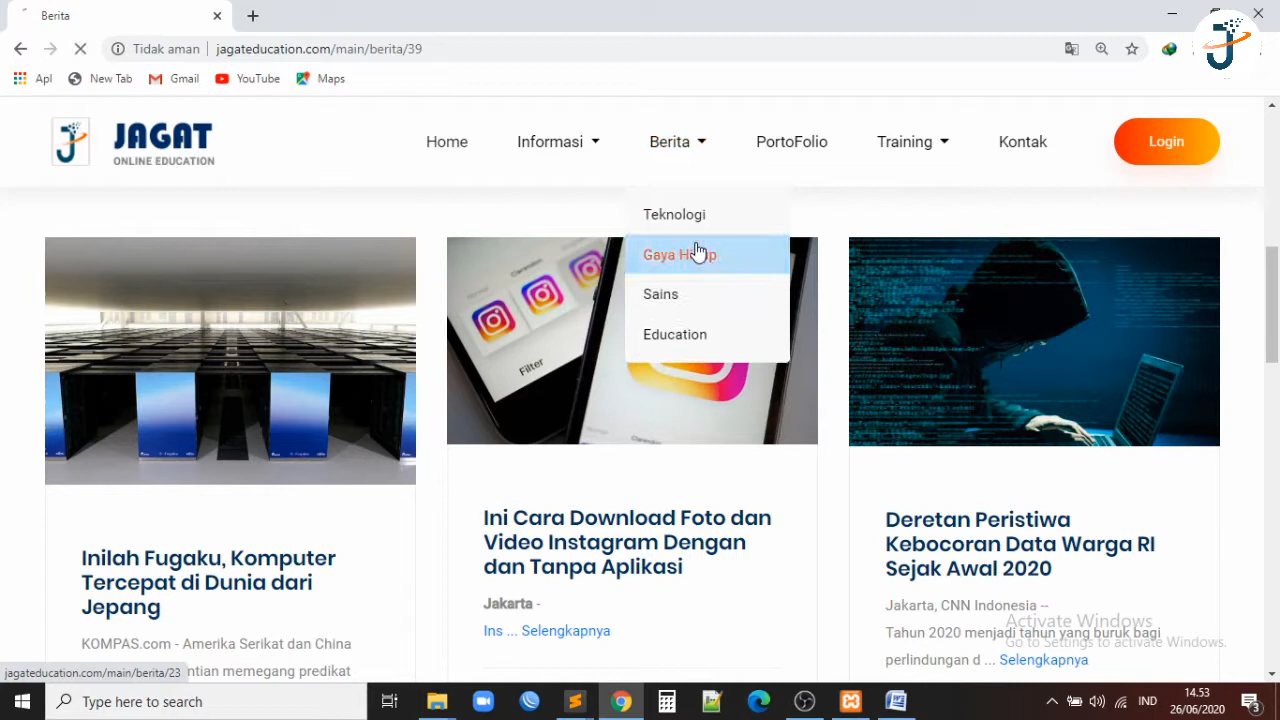 Berita
Tidak aman
jagateducation.com/main/berita/39
Apl
New Tab
Gmail
YouTube
Maps
JAGAT
ONLINE EDUCATION
Home
Informasi
Berita
PortoFolio
Training
Kontak
Login
Teknologi
Gaya Hidup
Sains
Education
Filter
Inilah Fugaku, Komputer
Tercepat di Dunia dari
Jepang
KOMPAS.com - Amerika Serikat dan China
memegang predikat
Ini Cara Download Foto dan
Video Instagram Dengan
dan Tanpa Aplikasi
Jakarta -
Ins ... Selengkapnya
Deretan Peristiwa
Kebocoran Data Warga RI
Sejak Awal 2020
Jakarta, CNN Indonesia --
Tahun 2020 menjadi tahun yang buruk bagi
perlindungan d ... Selengkapnya
Activate Windows
Go to Settings to activate Windows.
jagateducation.com/main/berita/23
Type here to search
IND
14.53
26/06/2020
3